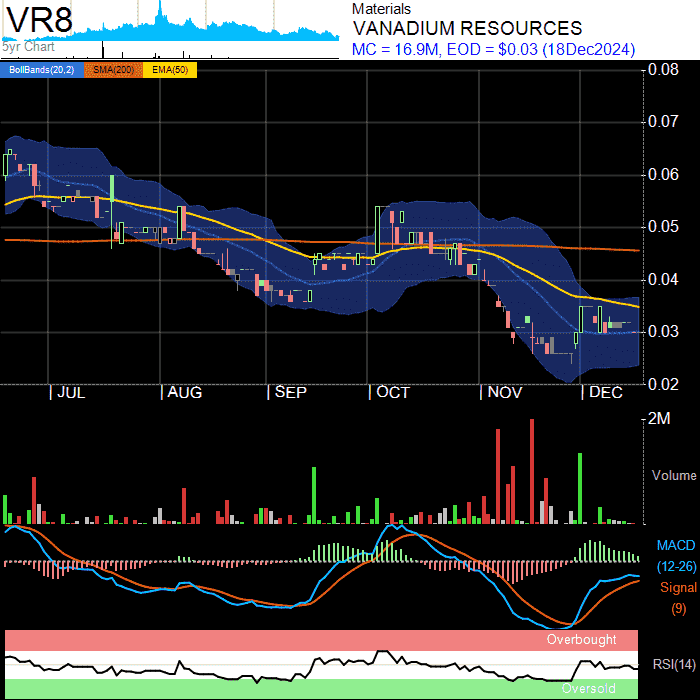 VR8
5yr Chart
Materials
VANADIUM RESOURCES
MC = 16.9M, EOD = $0.03 (18Dec2024)
BollBands(20,2) SMA(200) EMA(50)
0.08
0.07
0.06
0.05
0.04
0.03
0.02
JUL AUG SEP OCT NOV DEC
2M
Volume
MACD
(12-26)
Signal
(9)
Overbought
RSI(14)
Oversold